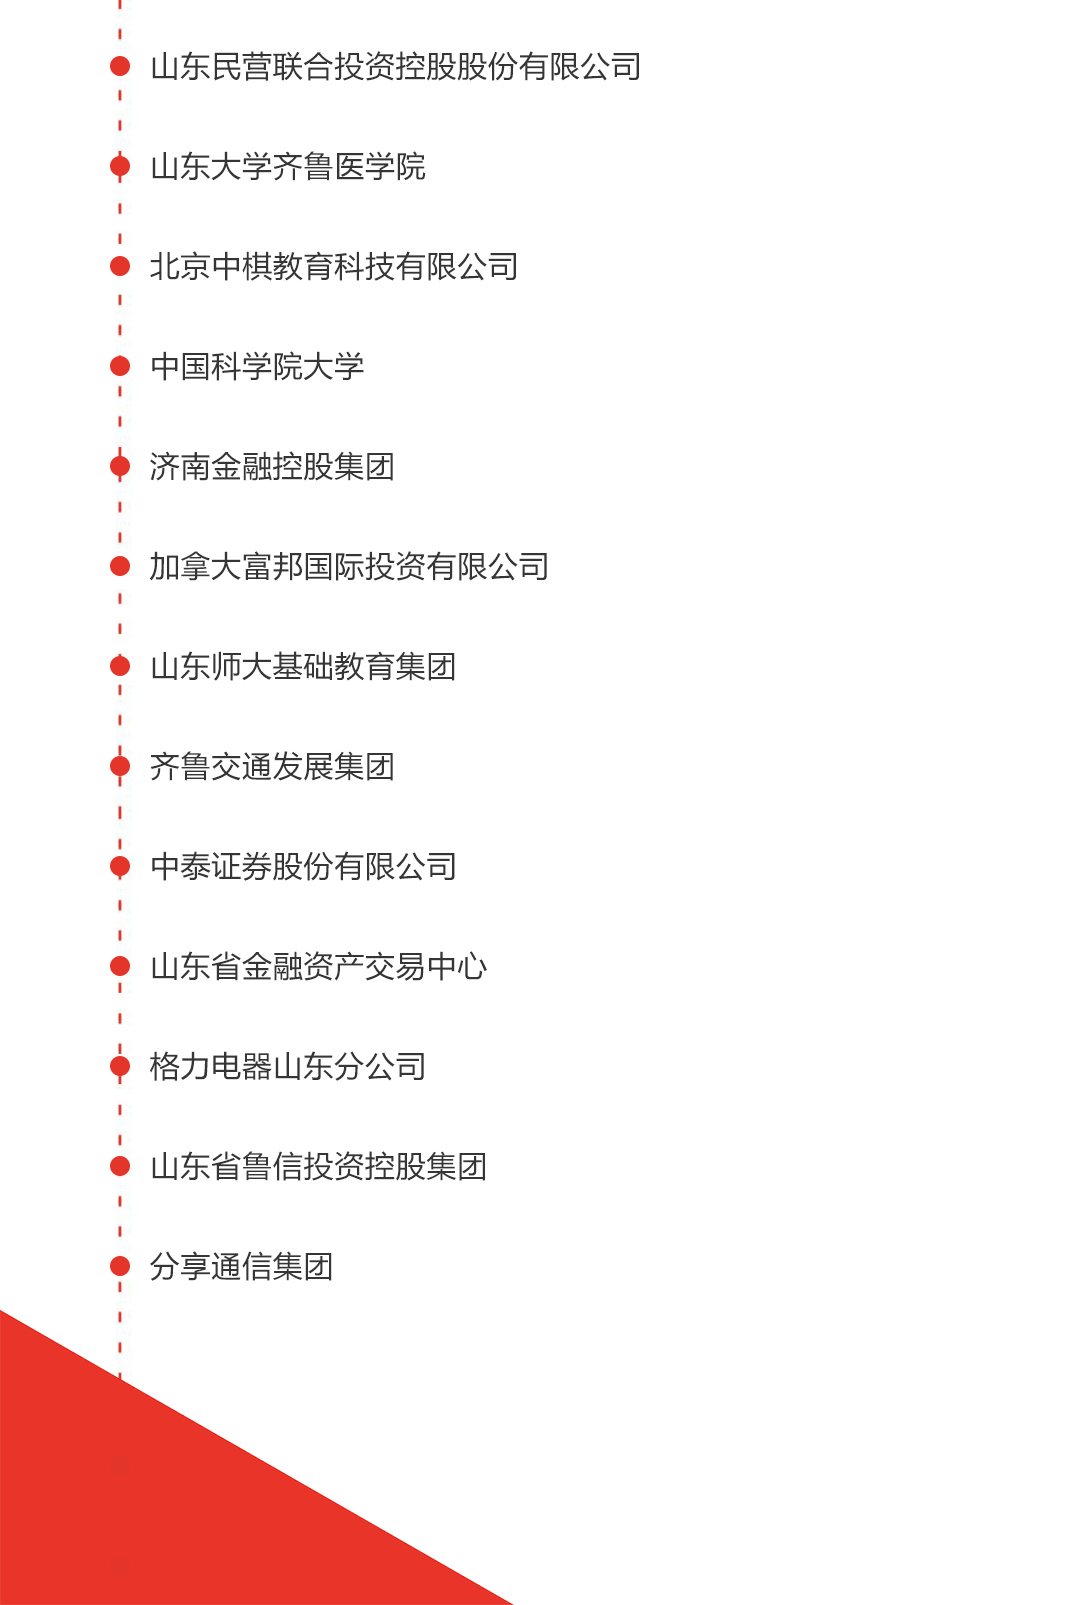 山东民营联合投资控股股份有限公司
山东大学齐鲁医学院
北京中棋教育科技有限公司
中国科学院大学
济南金融控股集团
加拿大富邦国际投资有限公司
山东师大基础教育集团
齐鲁交通发展集团
中泰证券股份有限公司
山东省金融资产交易中心
格力电器山东分公司
山东省鲁信投资控股集团
分享通信集团